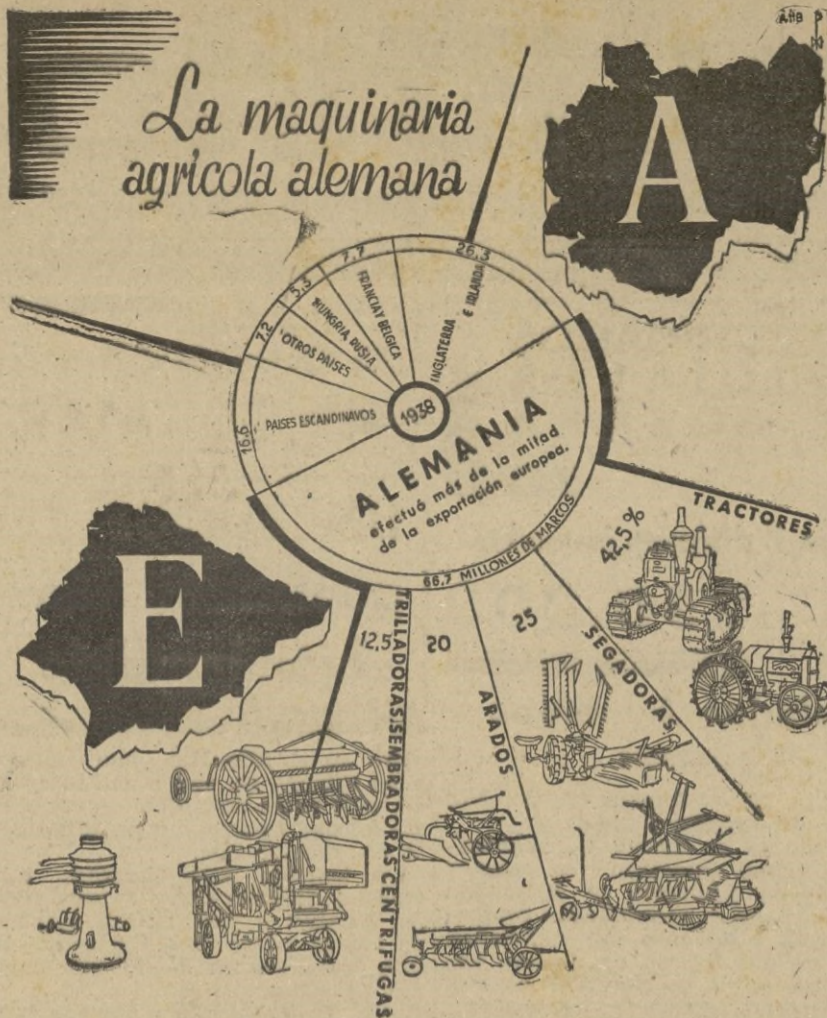 La maquinaria
agrícola alemana
A
26,3
7,7
5,3
7,2
16,6
INGLATERRA
E IRLANDA
FRANCIA Y BELGICA
HUNGRIA, RUSIA
OTROS PAISES
PAISES ESCANDINAVOS
1938
ALEMANIA
efectuó más de la mitad
de la exportación europea.
66,7 MILLONES DE MARCOS
E
TRACTORES
42,5 %
SEGADORAS
25
ARADOS
20
12,5
TRILLADORAS,SEMBRADORAS,CENTRIFUGAS